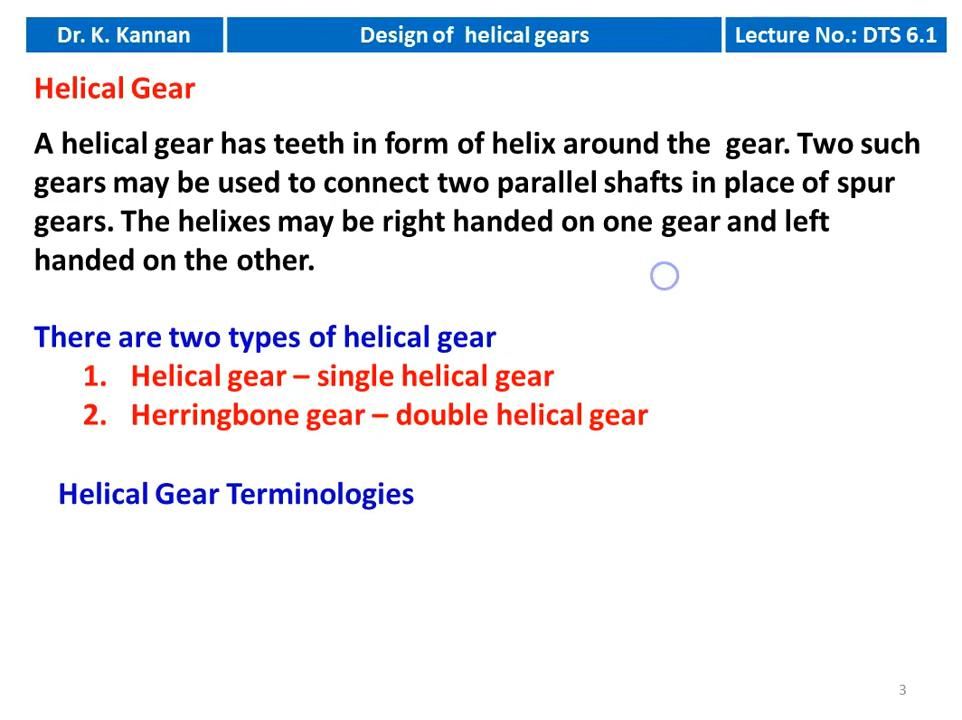 Dr. K. Kannan
Design of helical gears
Lecture No.: DTS 6.1
Helical Gear
A helical gear has teeth in form of helix around the gear. Two such
gears may be used to connect two parallel shafts in place of spur
gears. The helixes may be right handed on one gear and left
handed on the other.
There are two types of helical gear
1. Helical gear – single helical gear
2. Herringbone gear – double helical gear
Helical Gear Terminologies
3